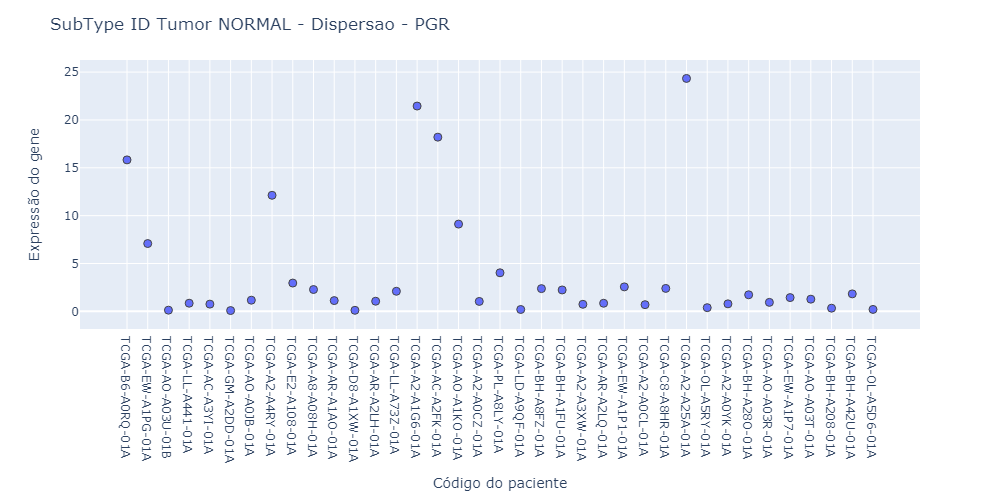 SubType ID Tumor NORMAL - Dispersao - PGR
Expressão do gene
25
20
15
10
5
0
TCGA-B6-A0RQ-01A
TCGA-EW-A1PG-01A
TCGA-AO-A03U-01B
TCGA-LL-A441-01A
TCGA-AC-A3YI-01A
TCGA-GM-A2DD-01A
TCGA-AO-A0JB-01A
TCGA-A2-A4RY-01A
TCGA-E2-A108-01A
TCGA-A8-A08H-01A
TCGA-AR-A1AO-01A
TCGA-D8-A1XW-01A
TCGA-AR-A2LH-01A
TCGA-LL-A73Z-01A
TCGA-A2-A1G6-01A
TCGA-AC-A2FK-01A
TCGA-AQ-A1KO-01A
TCGA-A2-A0CZ-01A
TCGA-PL-A8LY-01A
TCGA-LD-A9QF-01A
TCGA-BH-A8FZ-01A
TCGA-BH-A1FU-01A
TCGA-A2-A3XW-01A
TCGA-AR-A2LQ-01A
TCGA-EW-A1P1-01A
TCGA-A2-A0CL-01A
TCGA-C8-A8HR-01A
TCGA-A2-A25A-01A
TCGA-OL-A5RY-01A
TCGA-A2-A0YK-01A
TCGA-BH-A28O-01A
TCGA-AO-A03R-01A
TCGA-EW-A1P7-01A
TCGA-AO-A03T-01A
TCGA-BH-A208-01A
TCGA-BH-A42U-01A
TCGA-OL-A5D6-01A
Código do paciente